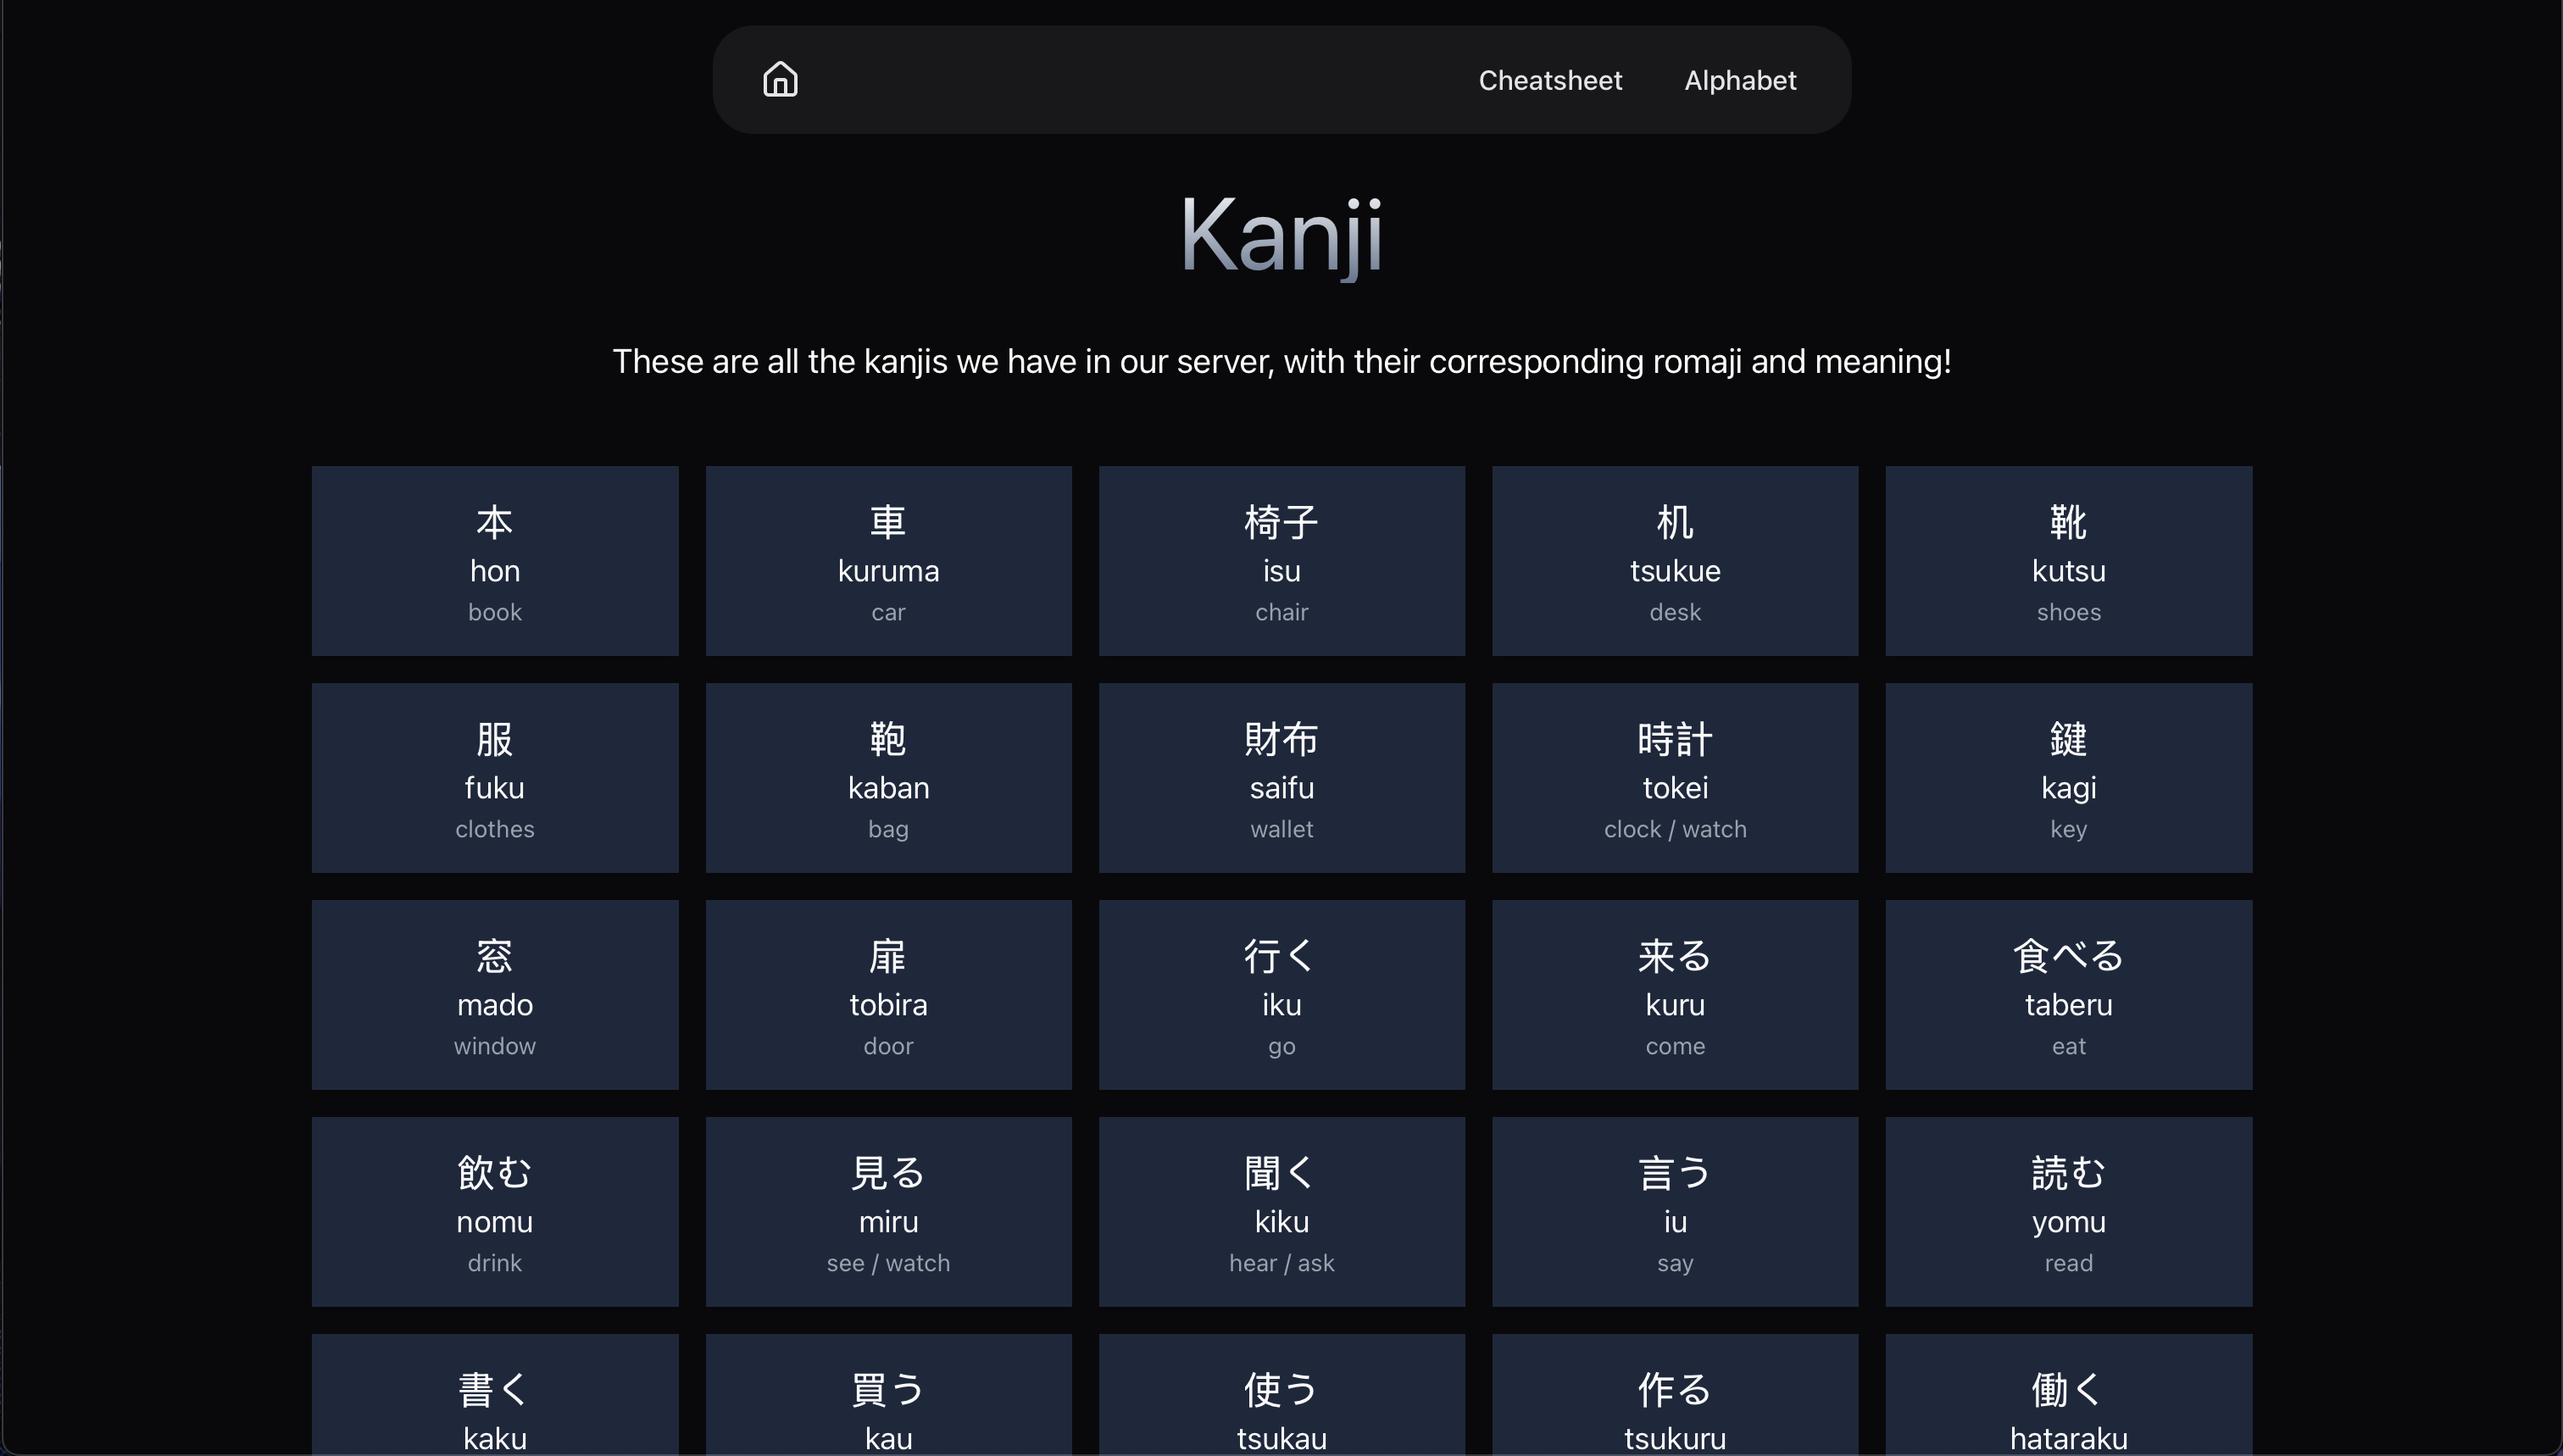 Cheatsheet Alphabet
Kanji
These are all the kanjis we have in our server, with their corresponding romaji and meaning!
本
hon
book
車
kuruma
car
椅子
isu
chair
机
tsukue
desk
靴
kutsu
shoes
服
fuku
clothes
鞄
kaban
bag
財布
saifu
wallet
時計
tokei
clock / watch
鍵
kagi
key
窓
mado
window
扉
tobira
door
行く
iku
go
来る
kuru
come
食べる
taberu
eat
飲む
nomu
drink
見る
miru
see / watch
聞く
kiku
hear / ask
言う
iu
say
読む
yomu
read
書く
kaku
買う
kau
使う
tsukau
作る
tsukuru
働く
hataraku